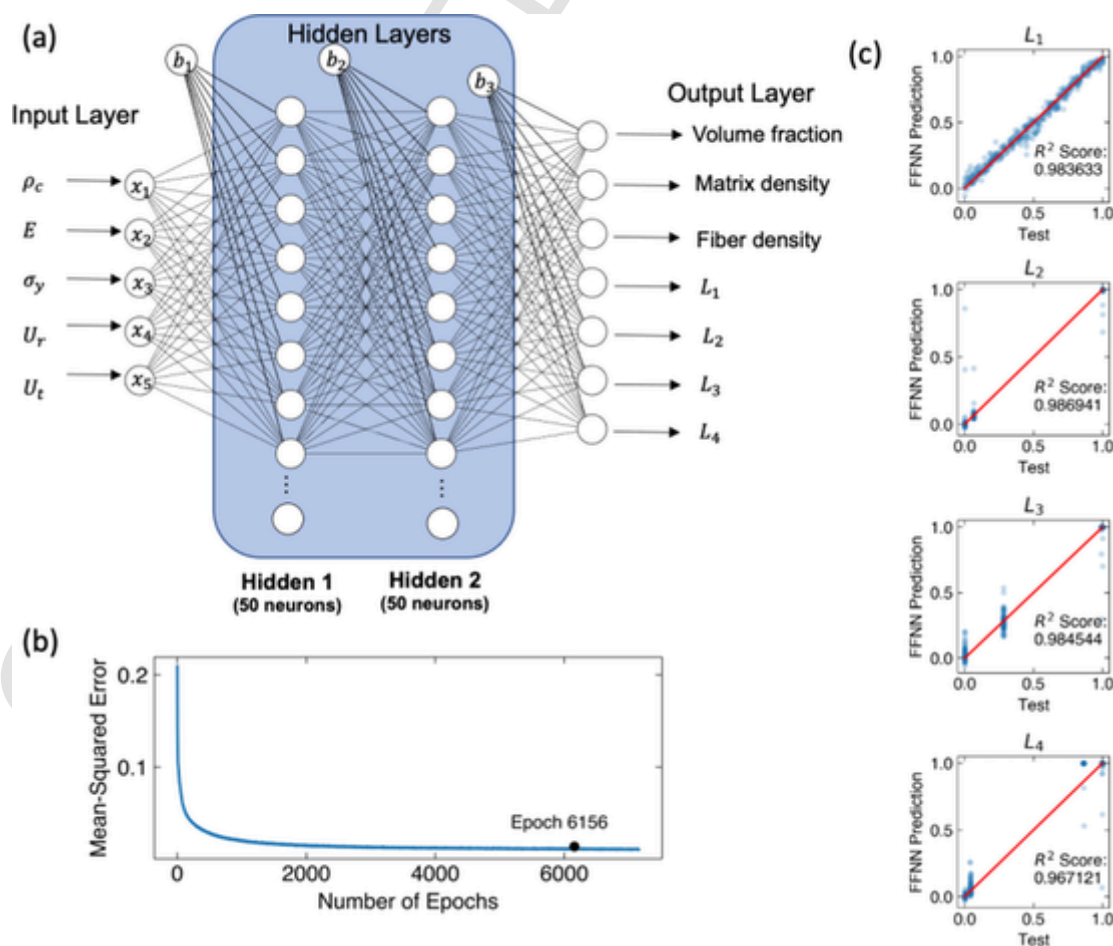 (a)
Hidden Layers
b₁
b₂
b₃
Input Layer
Output Layer
ρ_c
x₁
E
x₂
σ_y
x₃
U_r
x₄
U_t
x₅
Volume fraction
Matrix density
Fiber density
L₁
L₂
L₃
L₄
Hidden 1
(50 neurons)
Hidden 2
(50 neurons)
(b)
Mean-Squared Error
0.2
0.1
Epoch 6156
0 2000 4000 6000
Number of Epochs
(c)
L₁
FFNN Prediction
1.0
0.5
0.0
R² Score:
0.983633
0.0 0.5 1.0
Test
L₂
FFNN Prediction
1.0
0.5
0.0
R² Score:
0.986941
0.0 0.5 1.0
Test
L₃
FFNN Prediction
1.0
0.5
0.0
R² Score:
0.984544
0.0 0.5 1.0
Test
L₄
FFNN Prediction
1.0
0.5
0.0
R² Score:
0.967121
0.0 0.5 1.0
Test